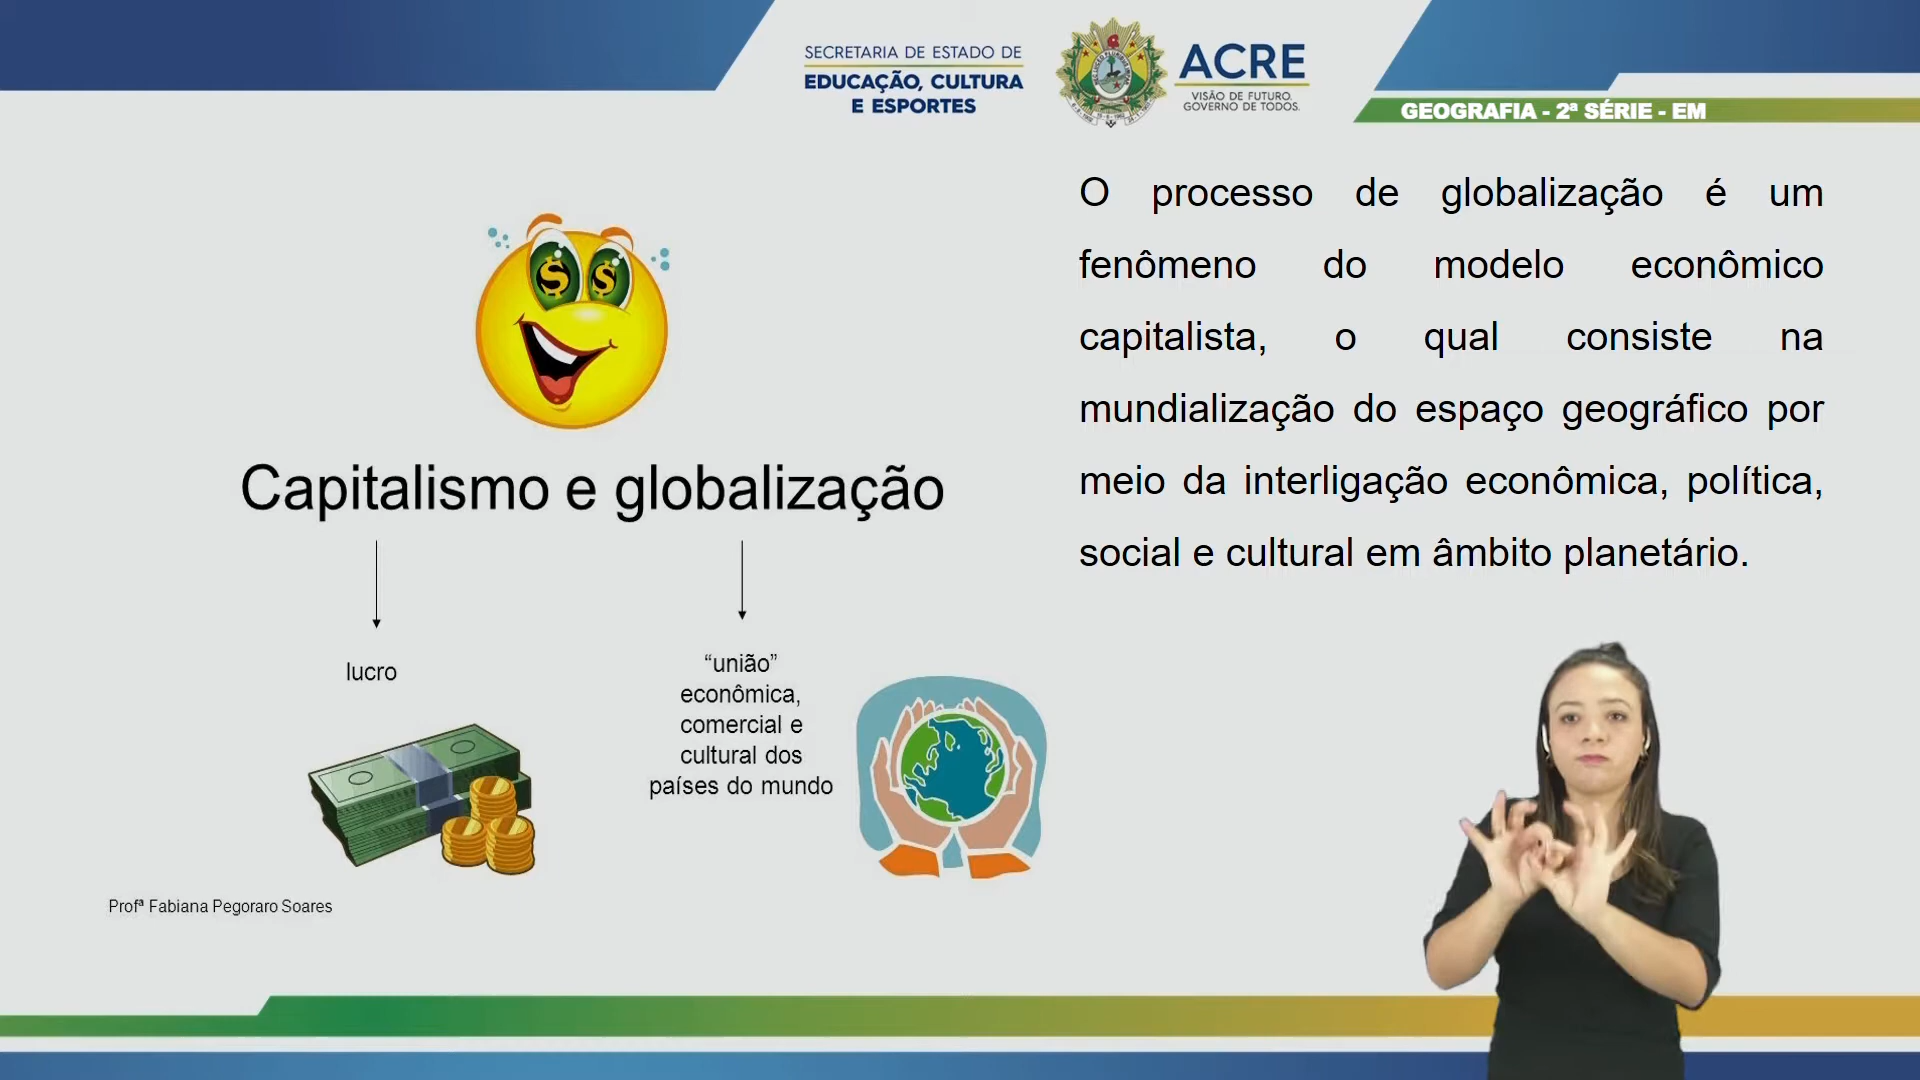 SECRETARIA DE ESTADO DE
EDUCAÇÃO, CULTURA
E ESPORTES
ACRE
VISÃO DE FUTURO.
GOVERNO DE TODOS.
GEOGRAFIA - 2ª SÉRIE - EM
O processo de globalização é um
fenômeno do modelo econômico
capitalista, o qual consiste na
mundialização do espaço geográfico por
meio da interligação econômica, política,
social e cultural em âmbito planetário.
Capitalismo e globalização
lucro
“união”
econômica,
comercial e
cultural dos
países do mundo
Profª Fabiana Pegoraro Soares